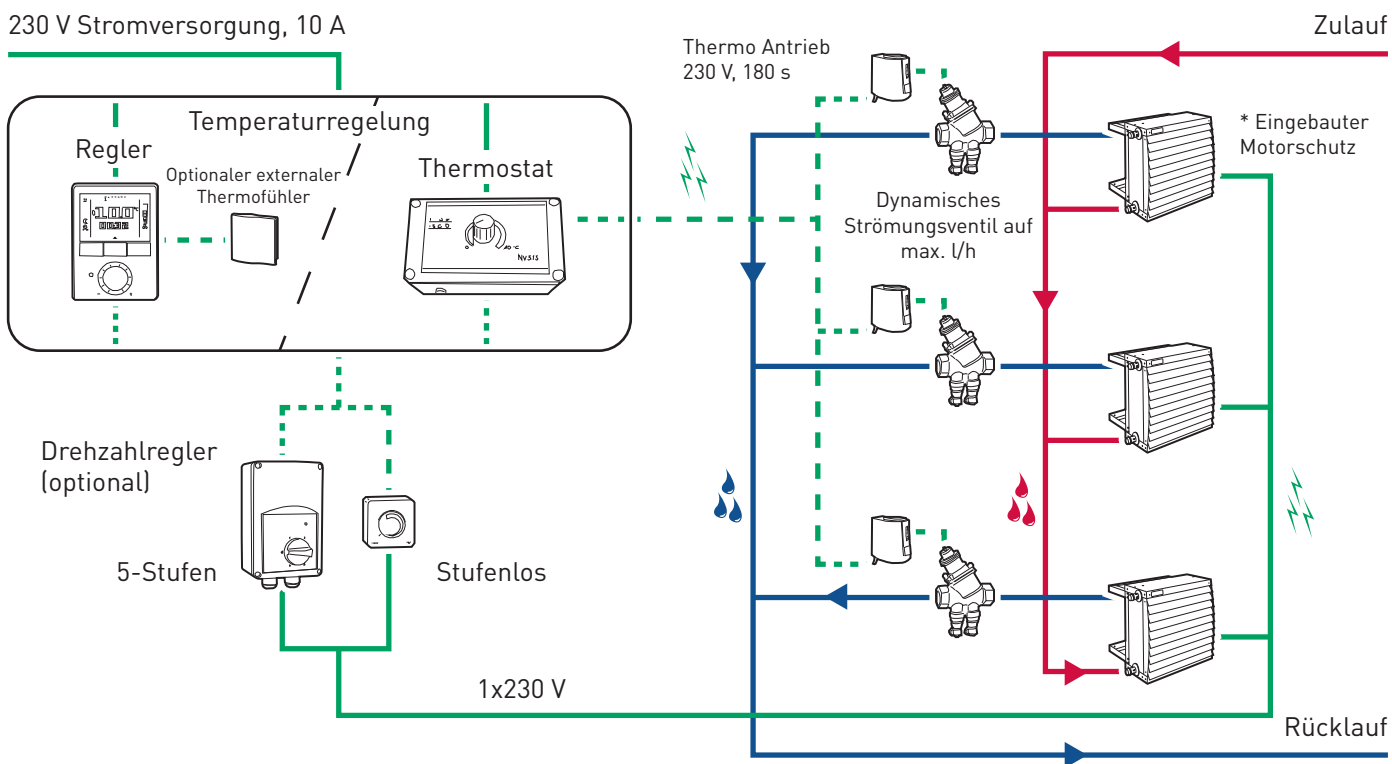 230 V Stromversorgung, 10 A
Zulauf
Thermo Antrieb
230 V, 180 s
Temperaturregelung
Regler
Optionaler externaler
Thermofühler
Thermostat
* Eingebauter
Motorschutz
Dynamisches
Strömungsventil auf
max. l/h
Drehzahlregler
(optional)
5-Stufen
Stufenlos
1x230 V
Rücklauf